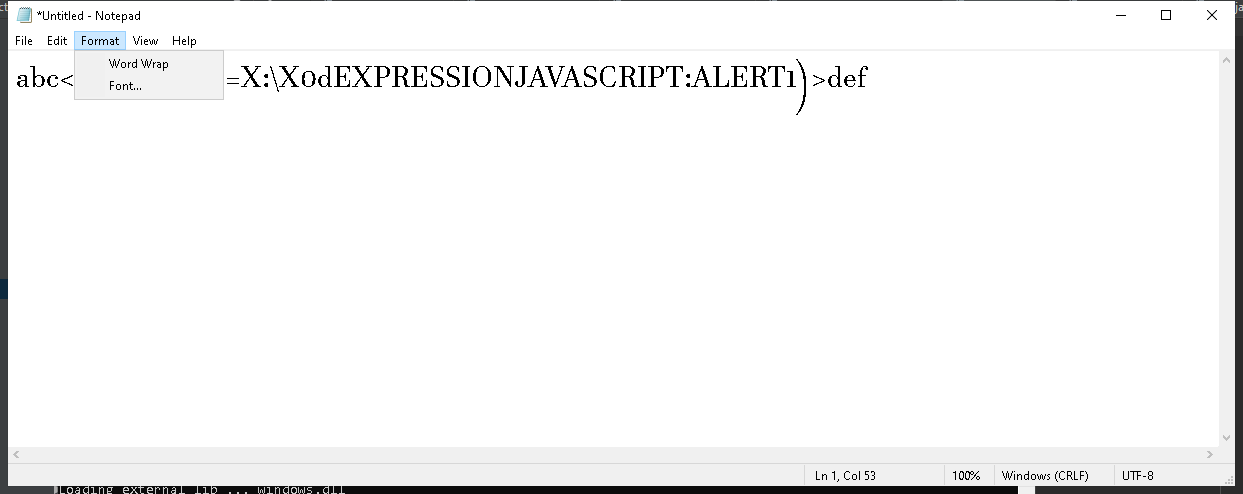 *Untitled - Notepad
File Edit Format View Help
Word Wrap
Font...
abc<
=X:\X0dEXPRESSIONJAVASCRIPT:ALERT1)>def
Ln 1, Col 53 100% Windows (CRLF) UTF-8
Loading external lib ... windows.dll